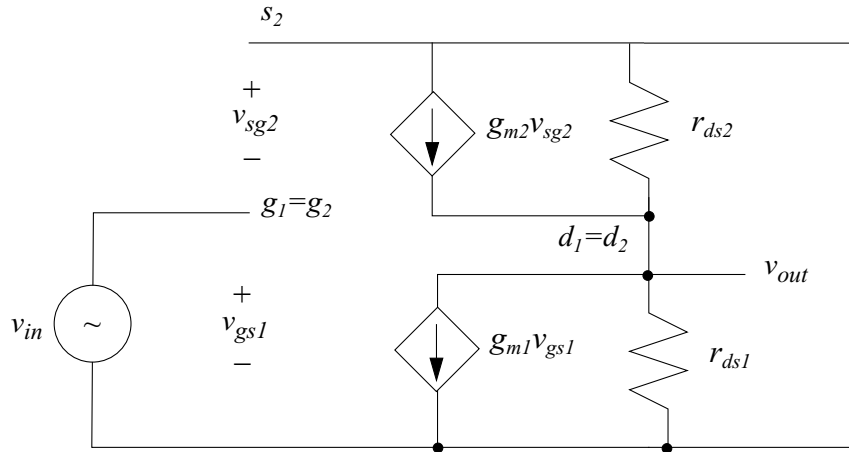 s2
+
vsg2
−
gm2vsg2
rds2
g1=g2
d1=d2
vout
+
vgs1
−
vin
~
gm1vgs1
rds1